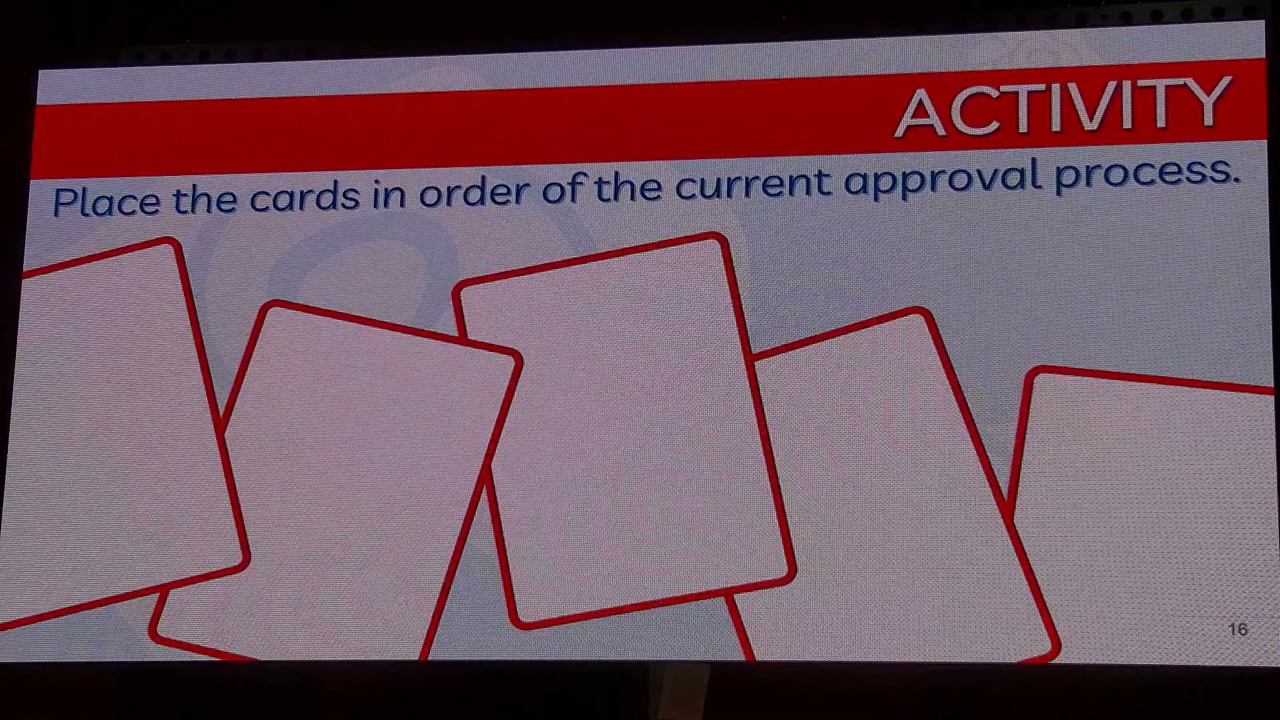 ACTIVITY
Place the cards in order of the current approval process.
16